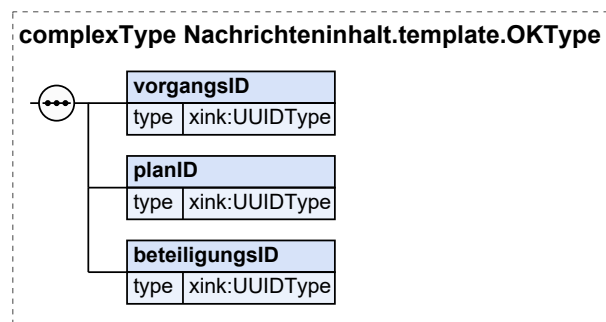 complexType Nachrichteninhalt.template.OKType
vorgangsID
type xink:UUIDType
planID
type xink:UUIDType
beteiligungsID
type xink:UUIDType